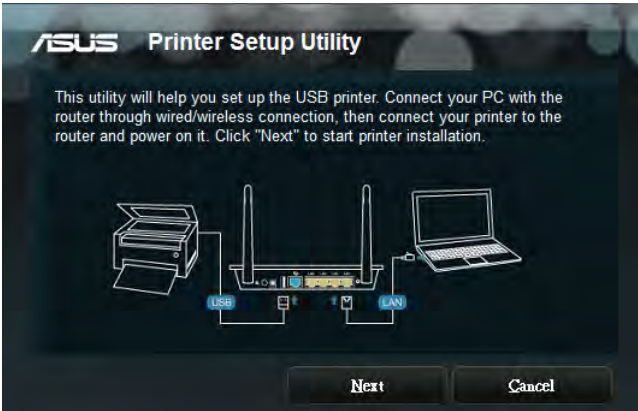 ASUS Printer Setup Utility
This utility will help you set up the USB printer. Connect your PC with the
router through wired/wireless connection, then connect your printer to the
router and power on it. Click "Next" to start printer installation.
USB
LAN
Next
Cancel